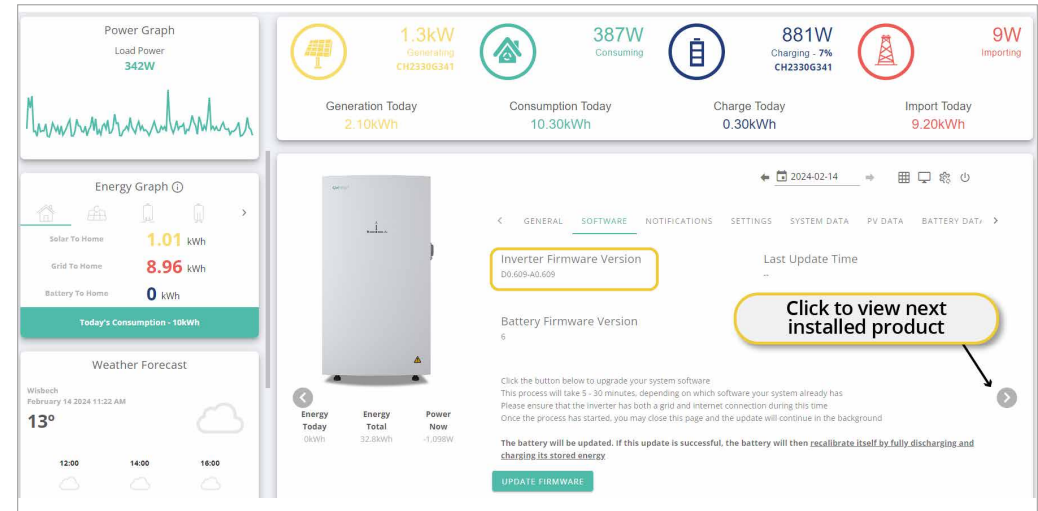 Power Graph
Load Power
342W
1.3kW
Generating
CH2330G341
387W
Consuming
881W
Charging - 7%
CH2330G341
9W
Importing
Generation Today
2.10kWh
Consumption Today
10.30kWh
Charge Today
0.30kWh
Import Today
9.20kWh
Energy Graph
Solar To Home 1.01 kWh
Grid To Home 8.96 kWh
Battery To Home 0 kWh
Today's Consumption - 10kWh
Weather Forecast
Wisbech
February 14 2024 11:22 AM
13º
12:00 14:00 16:00
2024-02-14
GENERAL SOFTWARE NOTIFICATIONS SETTINGS SYSTEM DATA PV DATA BATTERY DATA
Inverter Firmware Version
D0.609-A0.609
Last Update Time
--
Click to view next
installed product
Battery Firmware Version
6
Click the button below to upgrade your system software
This process will take 5 - 30 minutes, depending on which software your system already has
Please ensure that the inverter has both a grid and internet connection during this time
Once the process has started, you may close this page and the update will continue in the background
The battery will be updated. If this update is successful, the battery will then recalibrate itself by fully discharging and
charging its stored energy
UPDATE FIRMWARE
Energy Today
0kWh
Energy Total
32.8kWh
Power Now
-1,098W